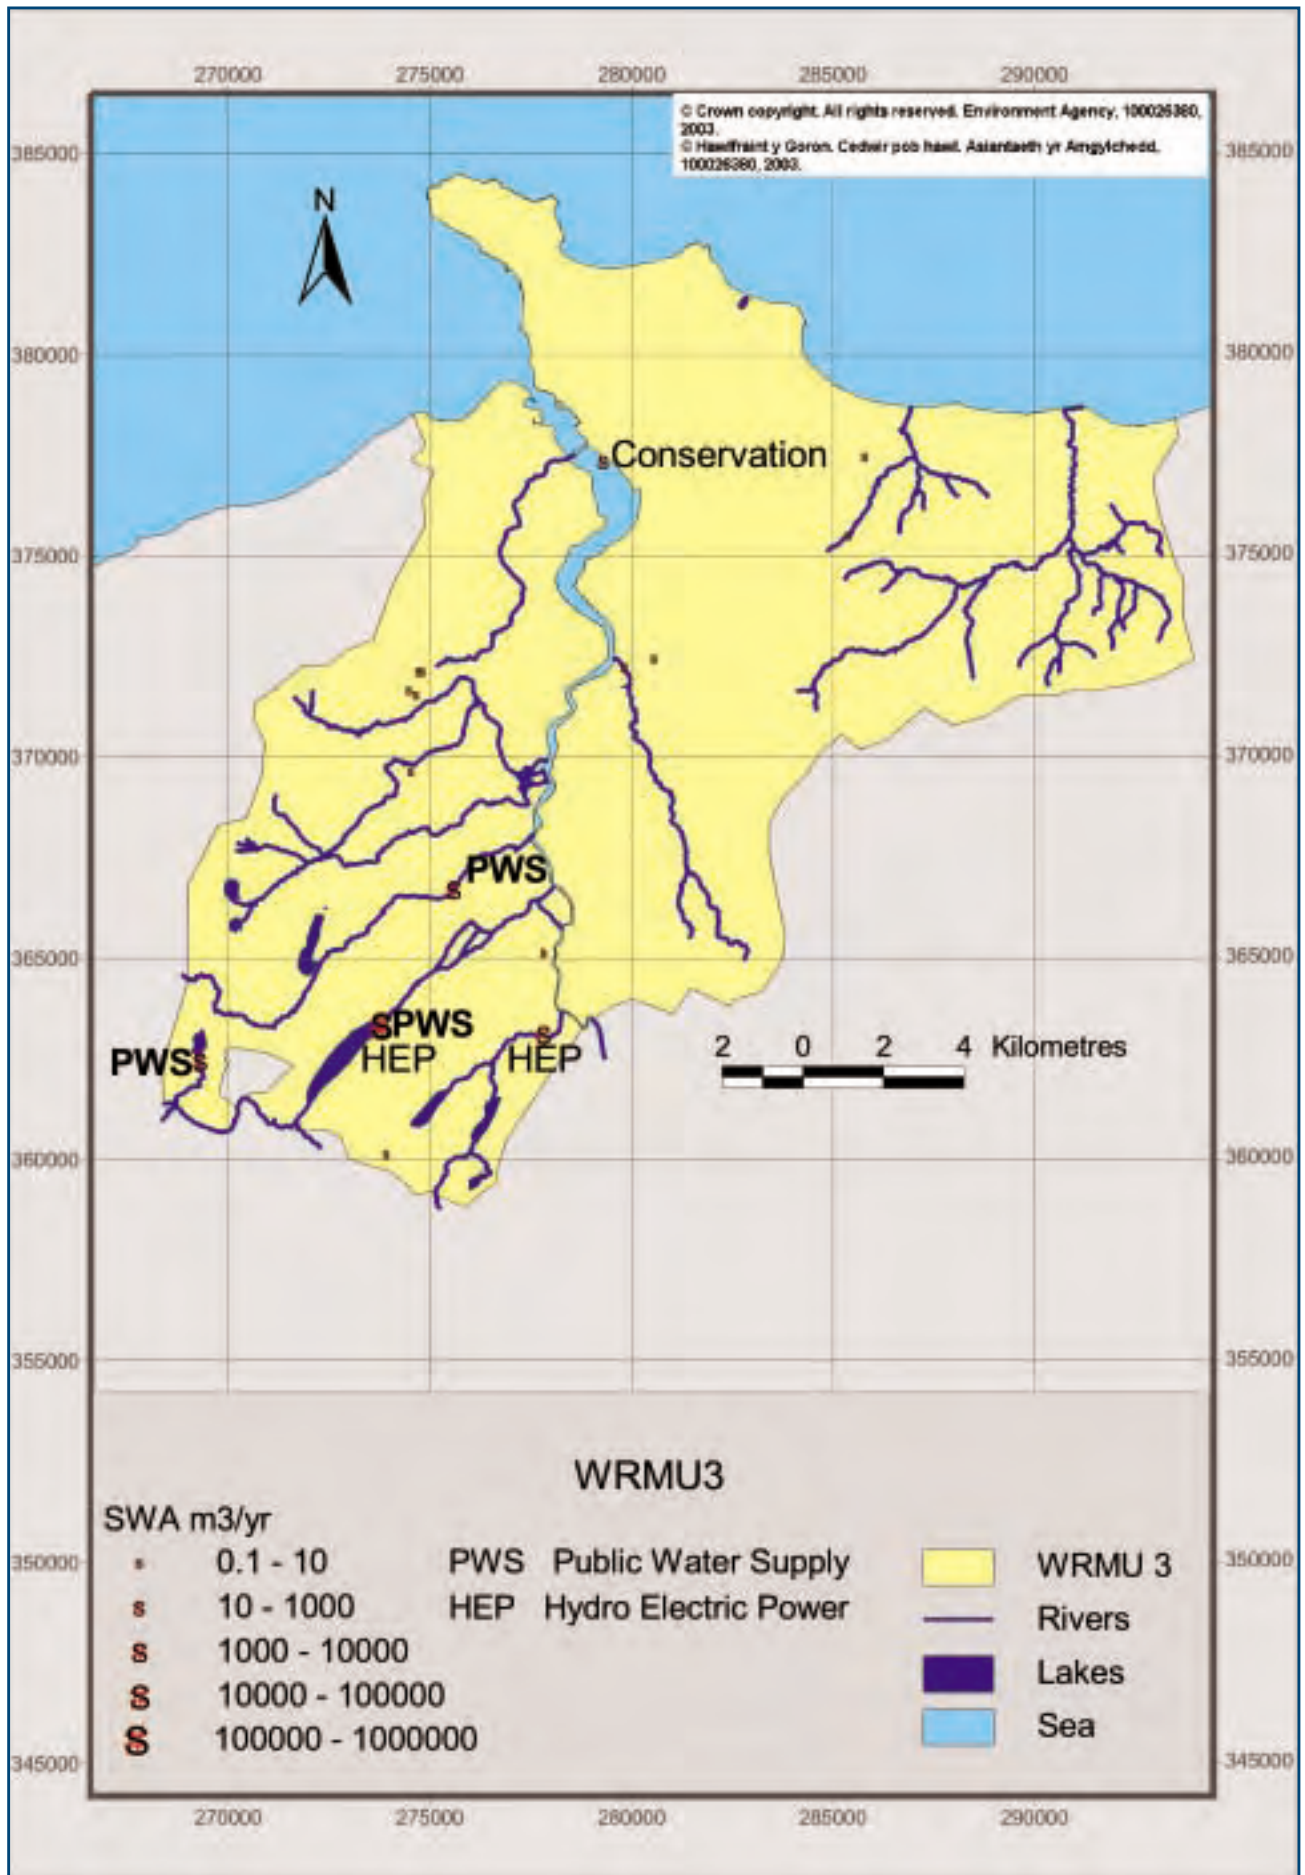 270000 275000 280000 285000 290000
© Crown copyright. All rights reserved. Environment Agency, 100026380,
2003.
© Hawlfraint y Goron. Cedwir pob hawl. Asiantaeth yr Amgylchedd,
100026380, 2003.
385000 385000
N
380000 380000
Conservation
375000 375000
370000 370000
PWS
365000 365000
S PWS
PWS S HEP HEP
2 0 2 4 Kilometres
360000 360000
355000 355000
WRMU3
SWA m3/yr
s 0.1 - 10 PWS Public Water Supply WRMU 3
350000 350000
s 10 - 1000 HEP Hydro Electric Power Rivers
S 1000 - 10000 Lakes
S 10000 - 100000 Sea
S 100000 - 1000000
345000 345000
270000 275000 280000 285000 290000